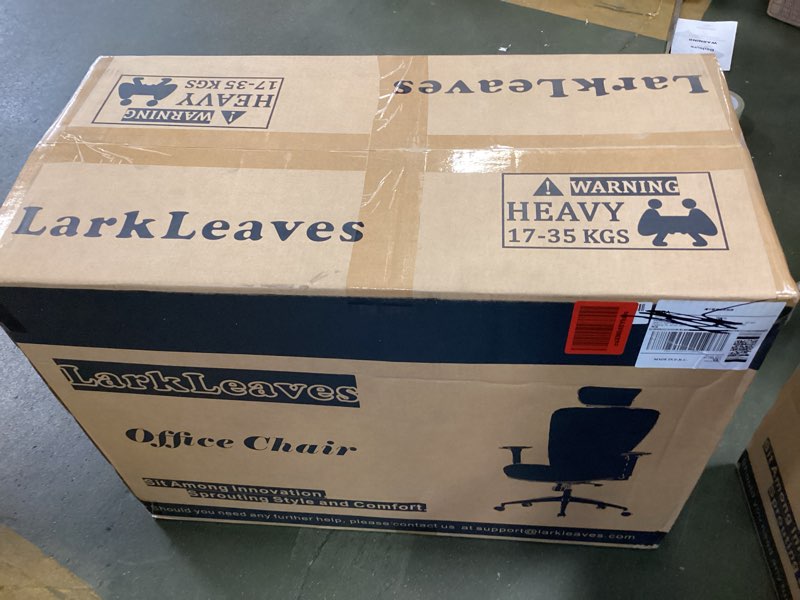 LarkLeaves
WARNING
HEAVY
17-35 KGS
LarkLeaves
WARNING
HEAVY
17-35 KGS
LarkLeaves
Office Chair
Sit Among Innovation
Sprouting Style and Comfort
Should you need any further help, please contact us at support@larkleaves.com